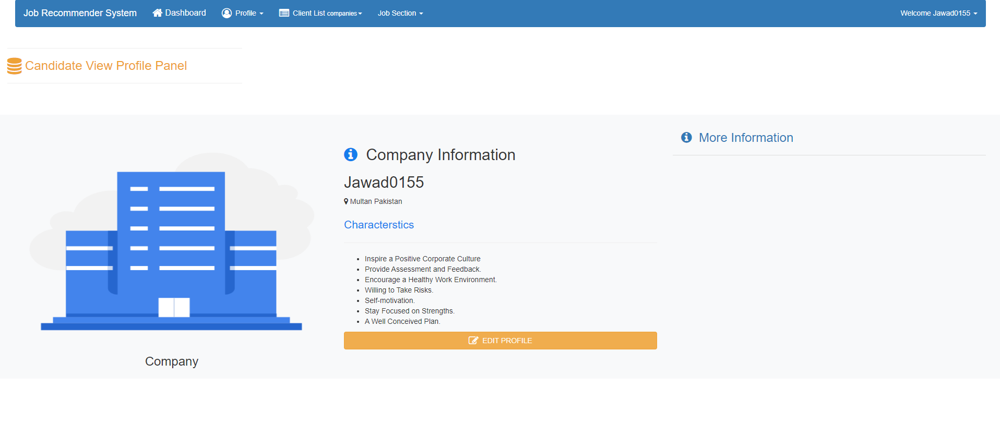 Job Recommender System Dashboard Profile Client List companies Job Section Welcome Jawad0155
Candidate View Profile Panel
More Information
Company Information
Jawad0155
Multan Pakistan
Characterstics
Inspire a Positive Corporate Culture
Provide Assessment and Feedback.
Encourage a Healthy Work Environment.
Willing to Take Risks.
Self-motivation.
Stay Focused on Strengths.
A Well Conceived Plan.
EDIT PROFILE
Company